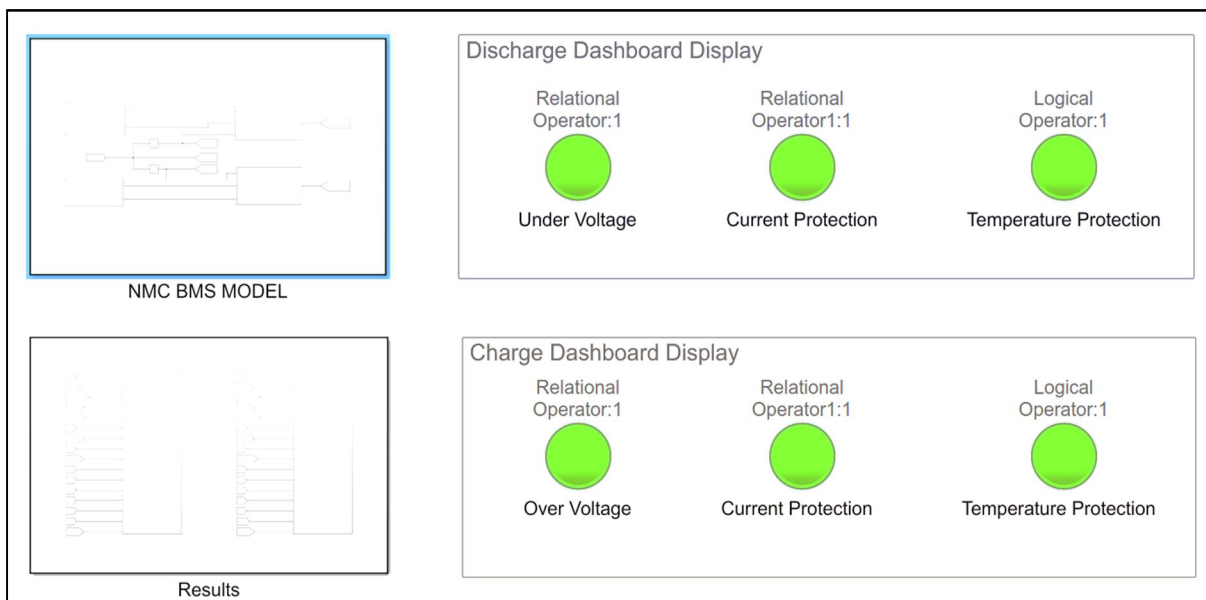 Discharge Dashboard Display
Relational
Operator:1
Under Voltage
Relational
Operator1:1
Current Protection
Logical
Operator:1
Temperature Protection
NMC BMS MODEL
Charge Dashboard Display
Relational
Operator:1
Over Voltage
Relational
Operator1:1
Current Protection
Logical
Operator:1
Temperature Protection
Results